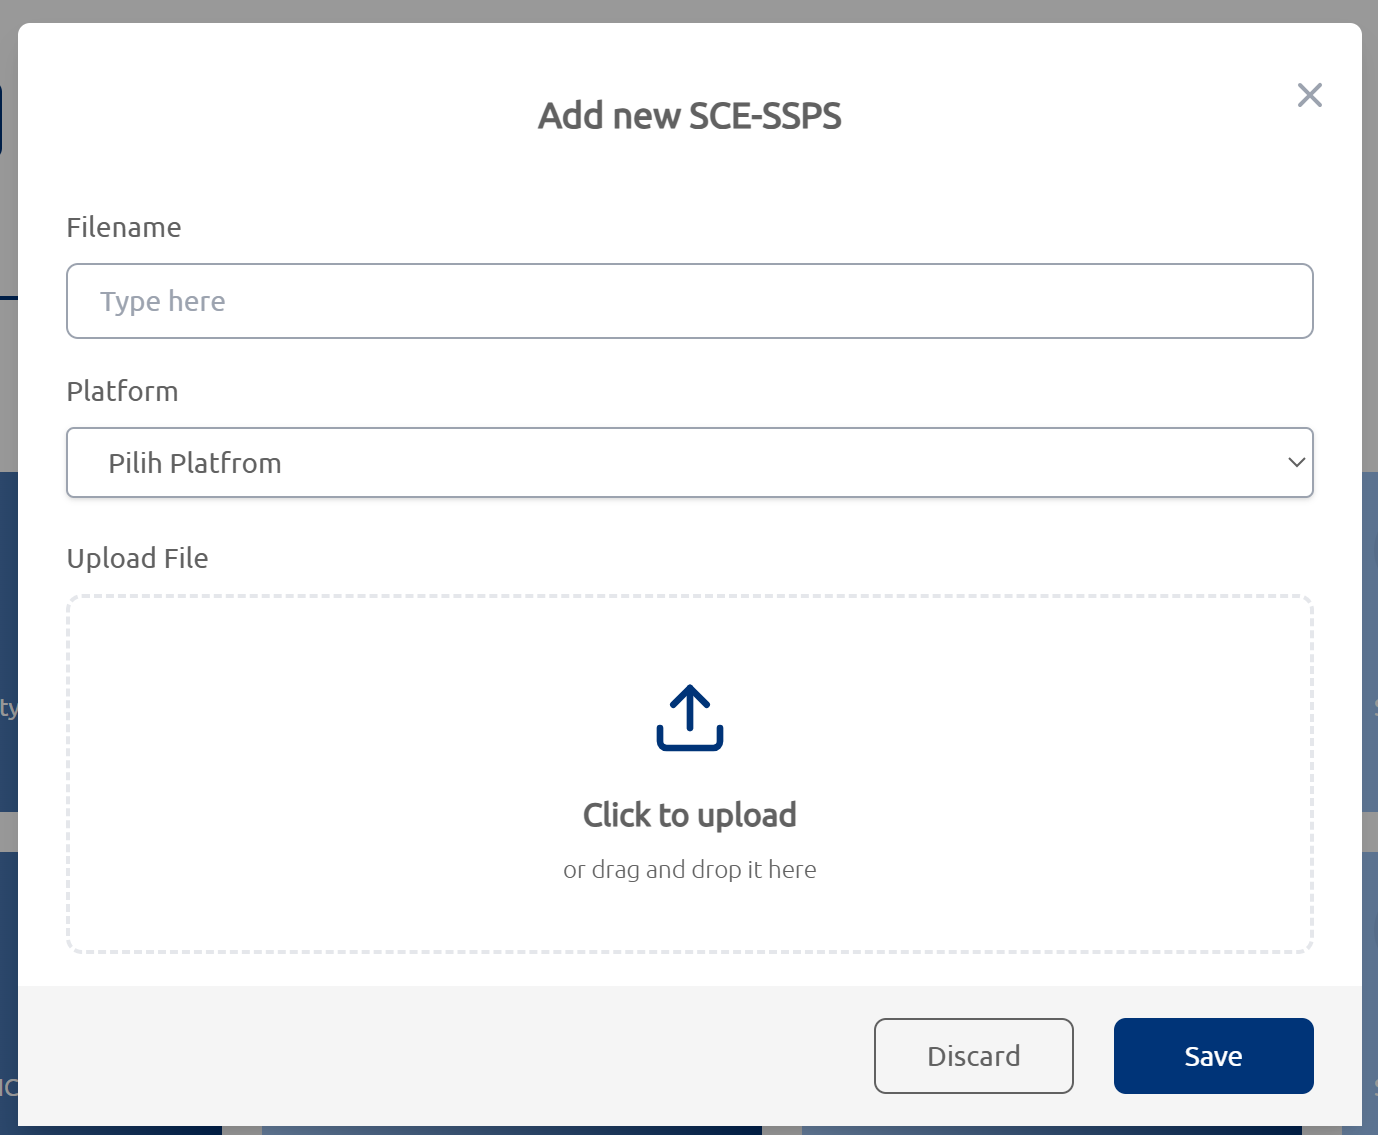 Add new SCE-SSPS
Filename
Type here
Platform
Pilih Platfrom
Upload File
Click to upload
or drag and drop it here
Discard
Save